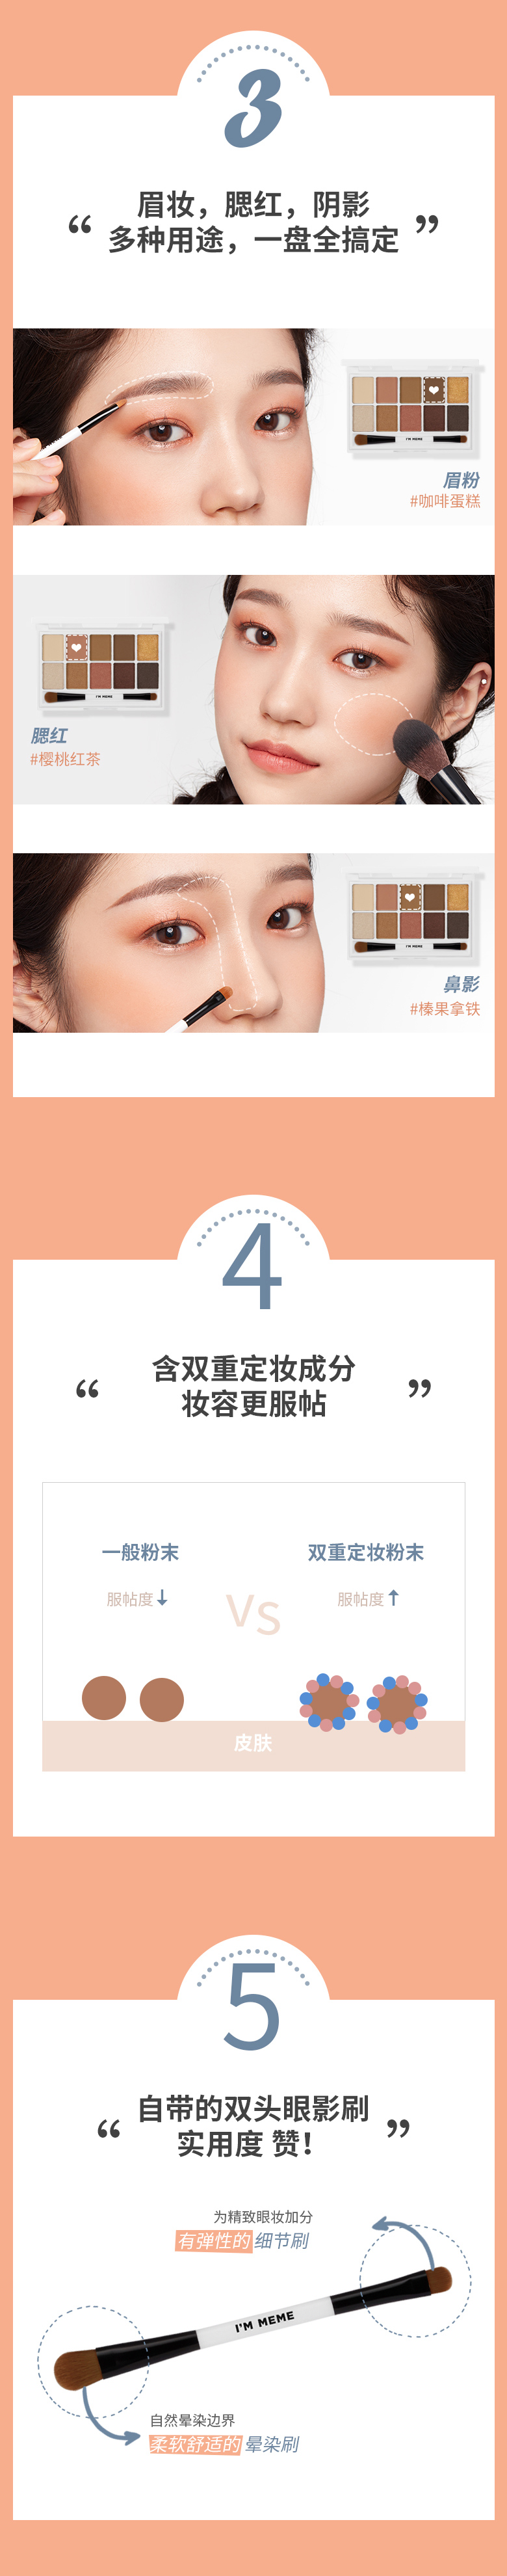 3
“ 眉妆，腮红，阴影
多种用途，一盘全搞定 ”
I'M MEME
眉粉
#咖啡蛋糕
I'M MEME
腮红
#樱桃红茶
I'M MEME
鼻影
#榛果拿铁
4
“ 含双重定妆成分
妆容更服帖 ”
一般粉末
服帖度↓
VS
双重定妆粉末
服帖度↑
皮肤
5
“ 自带的双头眼影刷
实用度 赞！ ”
为精致眼妆加分
有弹性的 细节刷
I'M MEME
自然晕染边界
柔软舒适的 晕染刷